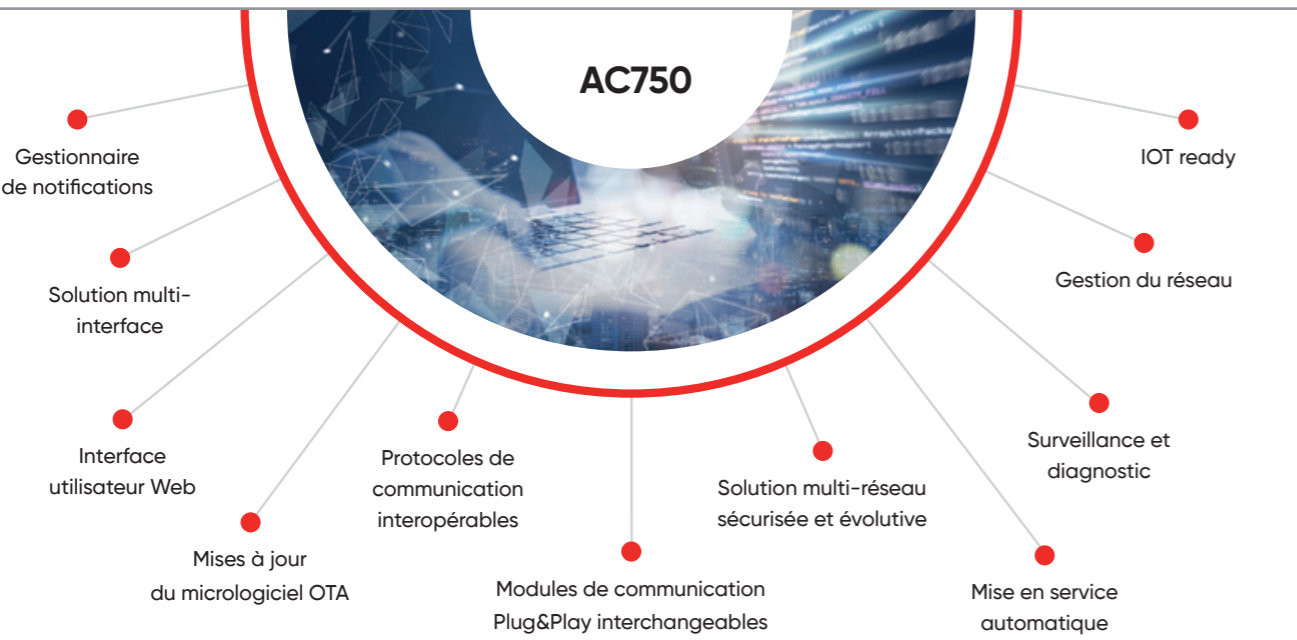 AC750
Gestionnaire
de notifications
Solution multi-
interface
Interface
utilisateur Web
Mises à jour
du micrologiciel OTA
Protocoles de
communication
interopérables
Modules de communication
Plug&Play interchangeables
Solution multi-réseau
sécurisée et évolutive
Mise en service
automatique
Surveillance et
diagnostic
Gestion du réseau
IOT ready